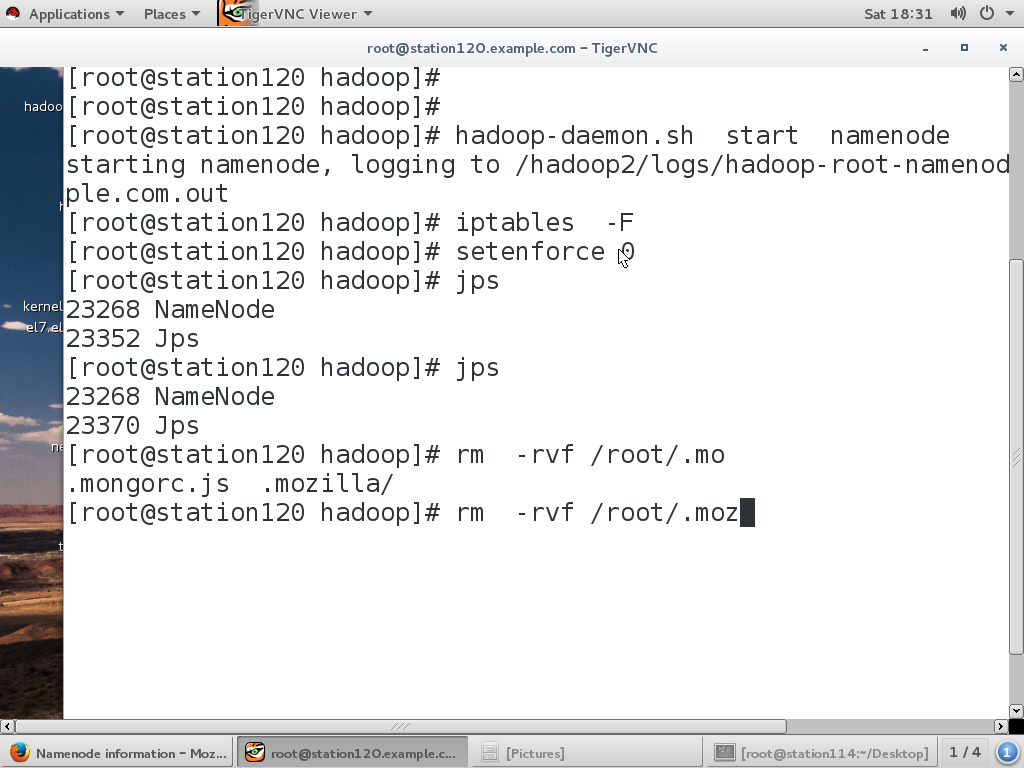 Applications Places TigerVNC Viewer Sat 18:31
root@station120.example.com – TigerVNC
[root@station120 hadoop]#
[root@station120 hadoop]#
[root@station120 hadoop]# hadoop-daemon.sh  start  namenode
starting namenode, logging to /hadoop2/logs/hadoop-root-namenod
ple.com.out
[root@station120 hadoop]# iptables  -F
[root@station120 hadoop]# setenforce 0
[root@station120 hadoop]# jps
23268 NameNode
23352 Jps
[root@station120 hadoop]# jps
23268 NameNode
23370 Jps
[root@station120 hadoop]# rm  -rvf /root/.mo
.mongorc.js  .mozilla/
[root@station120 hadoop]# rm  -rvf /root/.moz
hadoo
kernel
el7.el
ne
t
Namenode information – Moz... root@station120.example.c... [Pictures] [root@station114:~/Desktop] 1 / 4 1